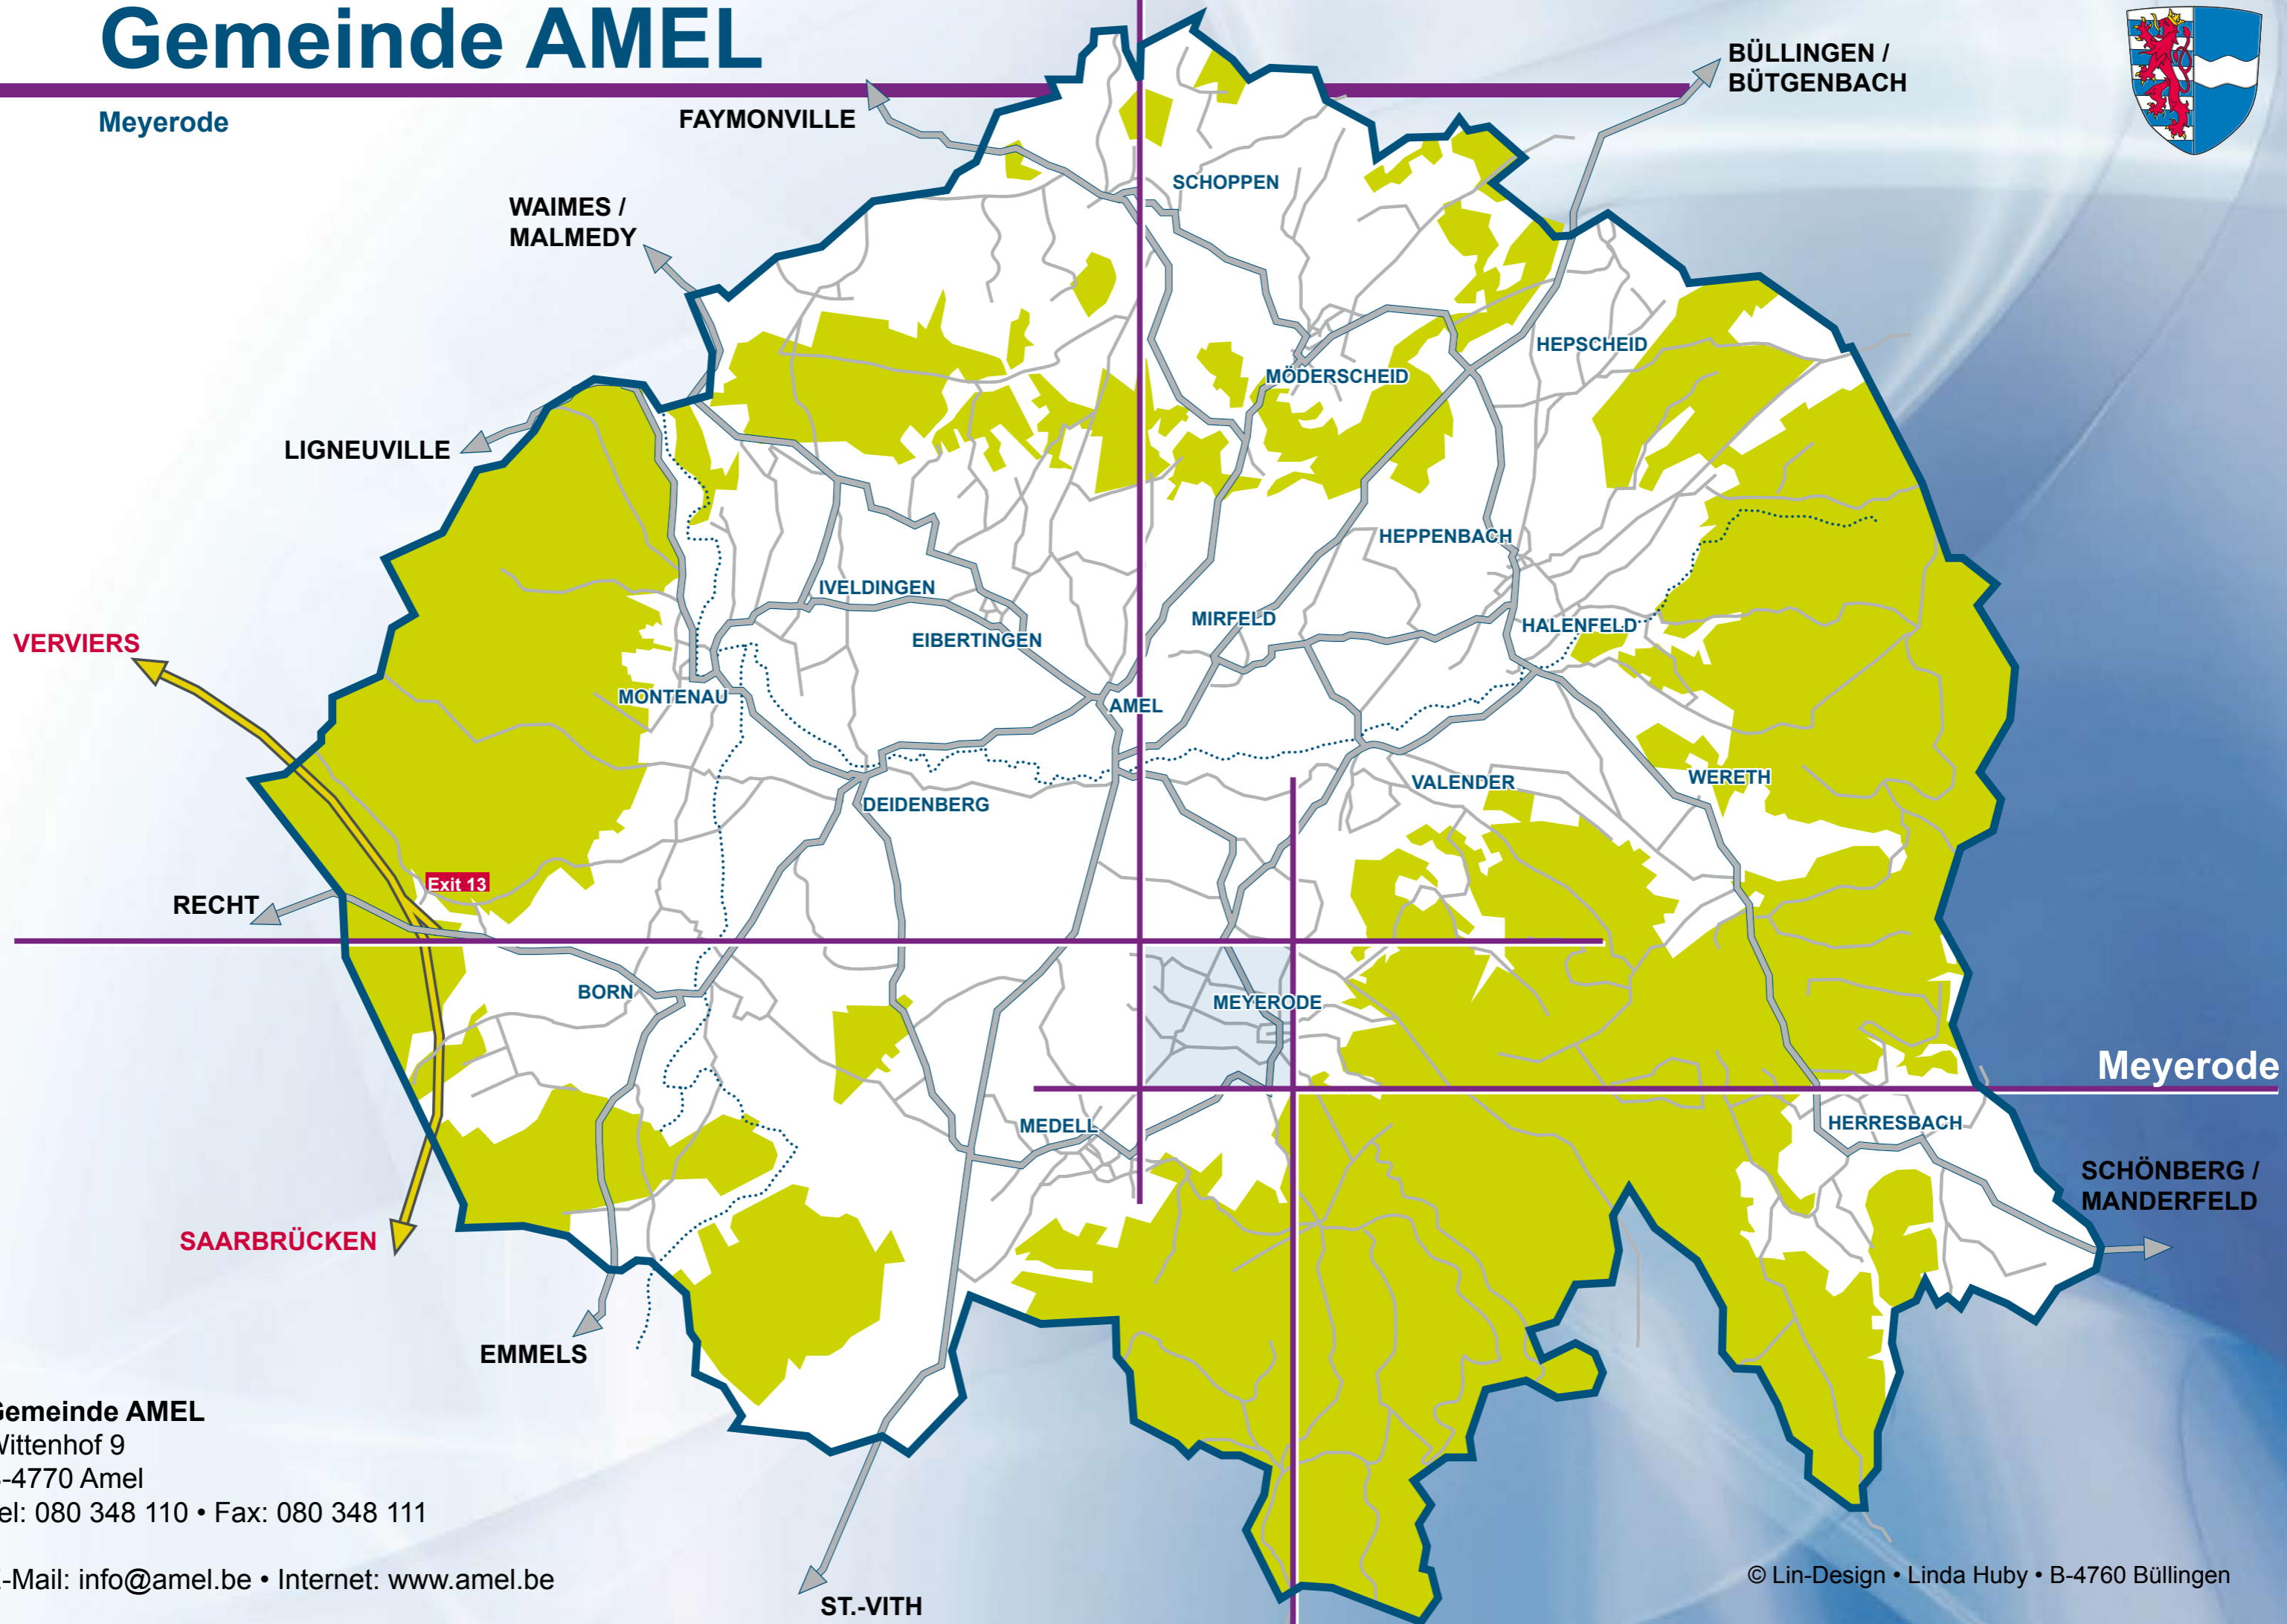 Gemeinde AMEL
Meyerode
FAYMONVILLE
BÜLLINGEN /
BÜTGENBACH
SCHOPPEN
WAIMES /
MALMEDY
HEPSCHEID
MÖDERSCHEID
LIGNEUVILLE
HEPPENBACH
IVELDINGEN
MIRFELD
HALENFELD
EIBERTINGEN
VERVIERS
MONTENAU
AMEL
WERETH
VALENDER
DEIDENBERG
Exit 13
RECHT
BORN
MEYERODE
Meyerode
MEDELL
HERRESBACH
SCHÖNBERG /
MANDERFELD
SAARBRÜCKEN
EMMELS
ST.-VITH
Gemeinde AMEL
Wittenhof 9
-4770 Amel
el: 080 348 110 • Fax: 080 348 111
-Mail: info@amel.be • Internet: www.amel.be
© Lin-Design • Linda Huby • B-4760 Büllingen